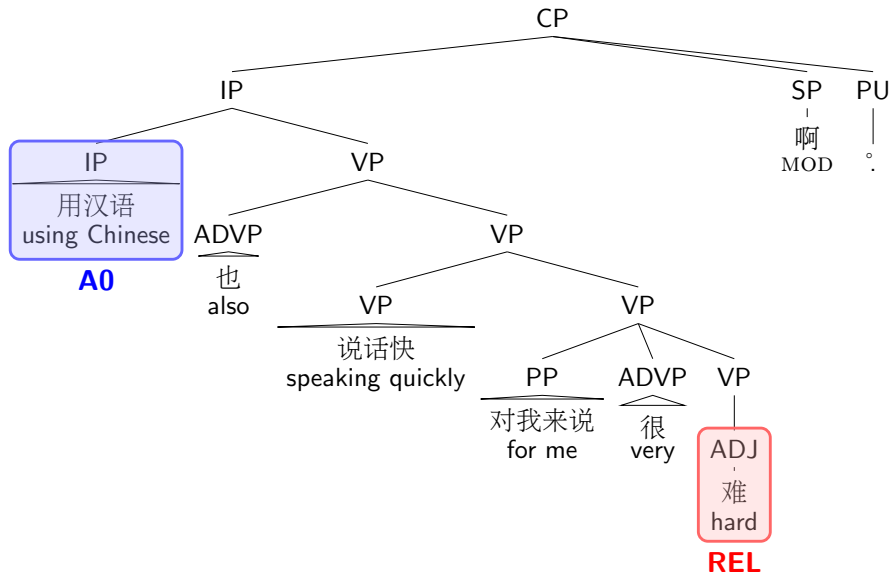 CP
IP SP PU
啊 。
MOD .
IP VP
用汉语
using Chinese
A0
ADVP VP
也
also
VP VP
说话快
speaking quickly
PP ADVP VP
对我来说 很
for me very
ADJ
难
hard
REL